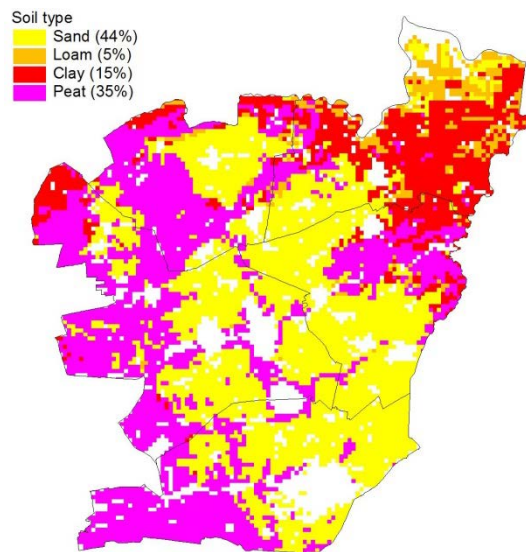 Soil type
Sand (44%)
Loam (5%)
Clay (15%)
Peat (35%)